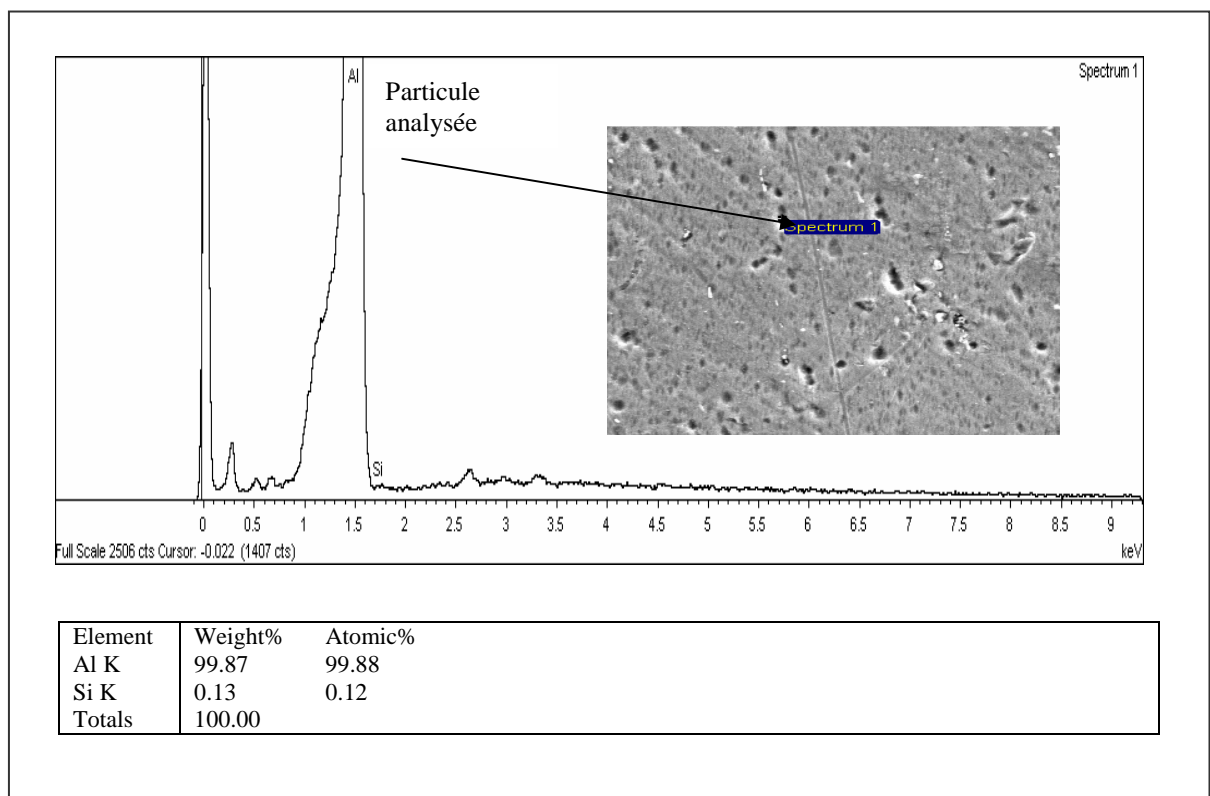 Spectrum 1
Al
Particule
analysée
Spectrum 1
Si
0 0.5 1 1.5 2 2.5 3 3.5 4 4.5 5 5.5 6 6.5 7 7.5 8 8.5 9
Full Scale 2506 cts Cursor: -0.022 (1407 cts) keV
Element Weight% Atomic%
Al K 99.87 99.88
Si K 0.13 0.12
Totals 100.00